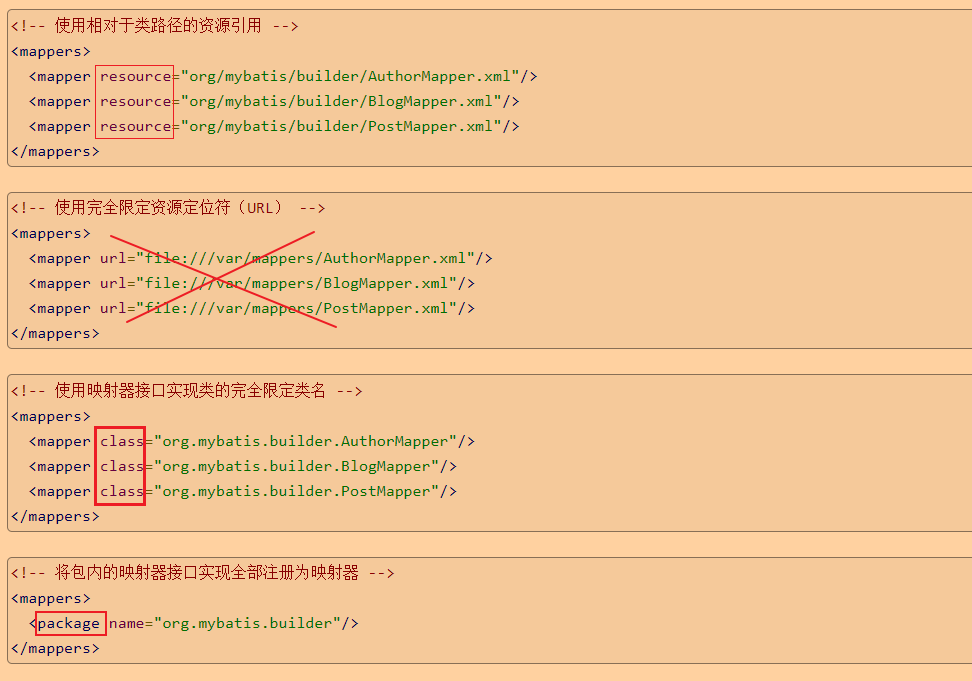 <!-- 使用相对于类路径的资源引用 -->
<mappers>
  <mapper resource="org/mybatis/builder/AuthorMapper.xml"/>
  <mapper resource="org/mybatis/builder/BlogMapper.xml"/>
  <mapper resource="org/mybatis/builder/PostMapper.xml"/>
</mappers>
<!-- 使用完全限定资源定位符（URL） -->
<mappers>
  <mapper url="file:///var/mappers/AuthorMapper.xml"/>
  <mapper url="file:///var/mappers/BlogMapper.xml"/>
  <mapper url="file:///var/mappers/PostMapper.xml"/>
</mappers>
<!-- 使用映射器接口实现类的完全限定类名 -->
<mappers>
  <mapper class="org.mybatis.builder.AuthorMapper"/>
  <mapper class="org.mybatis.builder.BlogMapper"/>
  <mapper class="org.mybatis.builder.PostMapper"/>
</mappers>
<!-- 将包内的映射器接口实现全部注册为映射器 -->
<mappers>
  <package name="org.mybatis.builder"/>
</mappers>